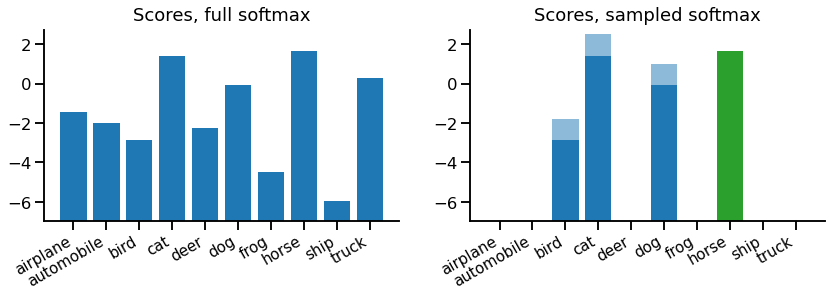 Scores, full softmax
2
0
−2
−4
−6
airplane
automobile
bird
cat
deer
dog
frog
horse
ship
truck
Scores, sampled softmax
2
0
−2
−4
−6
airplane
automobile
bird
cat
deer
dog
frog
horse
ship
truck